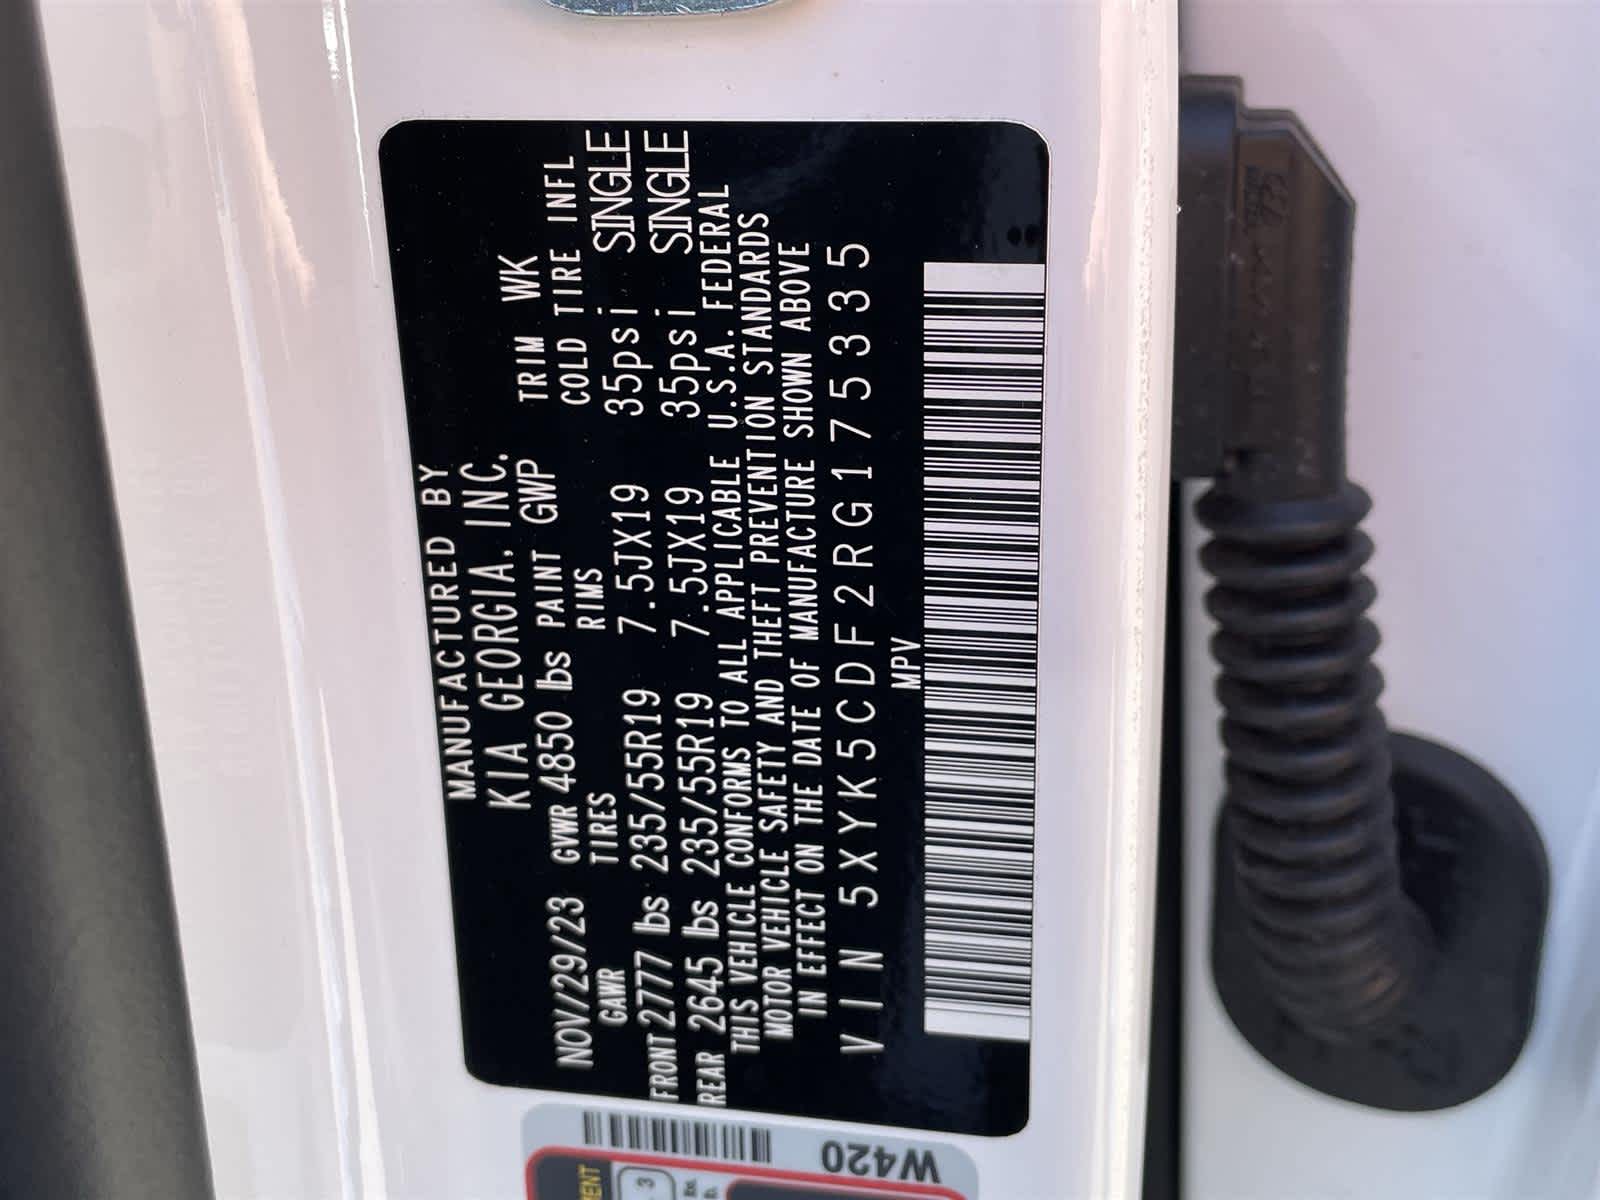 MANUFACTURED BY
KIA GEORGIA, INC.
NOV/29/23 GVWR 4850 lbs PAINT GWP TRIM WK
GAWR TIRES RIMS COLD TIRE INFL
FRONT 2777 lbs 235/55R19 7.5JX19 35psi SINGLE
REAR 2645 lbs 235/55R19 7.5JX19 35psi SINGLE
THIS VEHICLE CONFORMS TO ALL APPLICABLE U.S.A. FEDERAL
MOTOR VEHICLE SAFETY AND THEFT PREVENTION STANDARDS
IN EFFECT ON THE DATE OF MANUFACTURE SHOWN ABOVE
VIN 5XYK5CDF2RG175335
MPV
W420